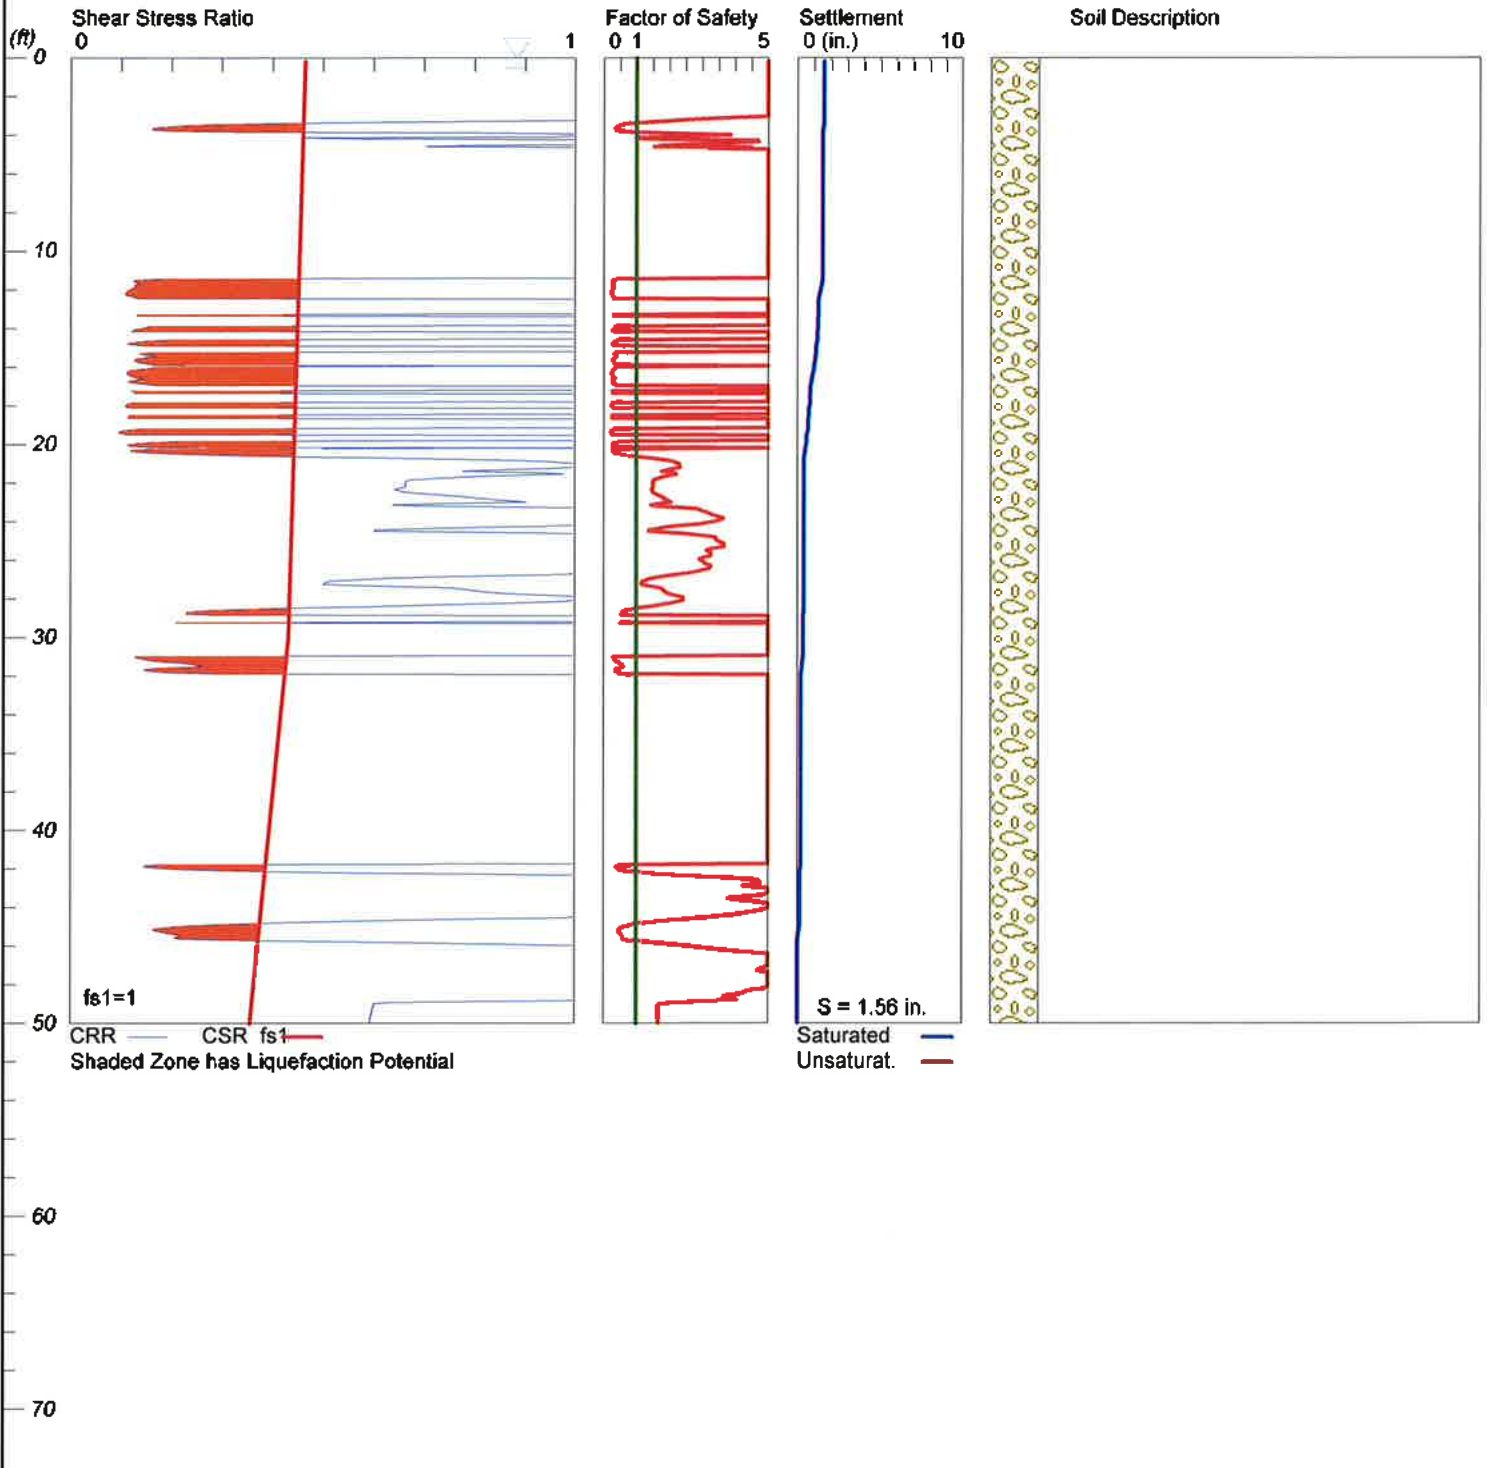 Shear Stress Ratio Factor of Safety Settlement Soil Description
(ft) 0 1 0 1 5 0 (in.) 10
0
10
20
30
40
fs1=1 S = 1.56 in.
50
CRR CSR fs1 Saturated
Shaded Zone has Liquefaction Potential Unsaturat.
60
70